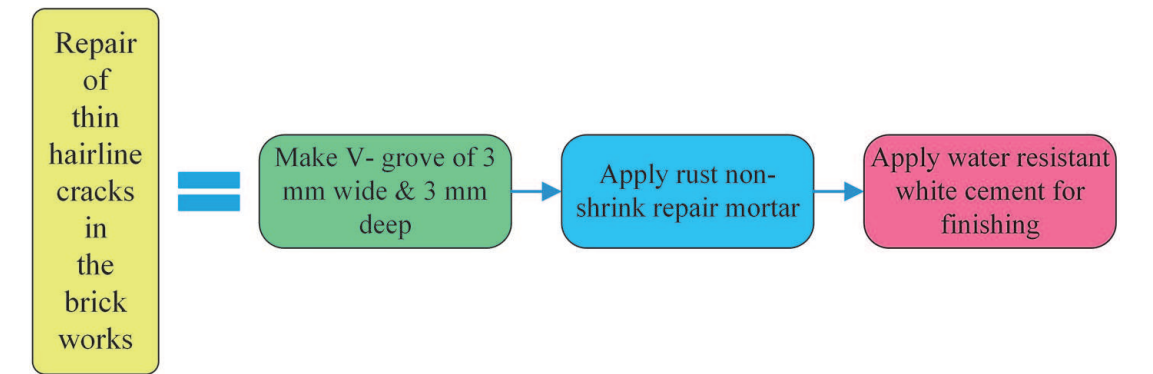 Repair
of
thin
hairline
cracks
in
the
brick
works
Make V- grove of 3
mm wide & 3 mm
deep
Apply rust non-
shrink repair mortar
Apply water resistant
white cement for
finishing